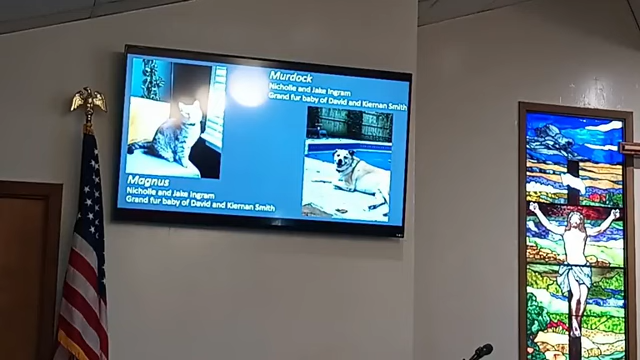 Murdock
Nicholle and Jake Ingram
Grand fur baby of David and Kiernan Smith
Magnus
Nicholle and Jake Ingram
Grand fur baby of David and Kiernan Smith